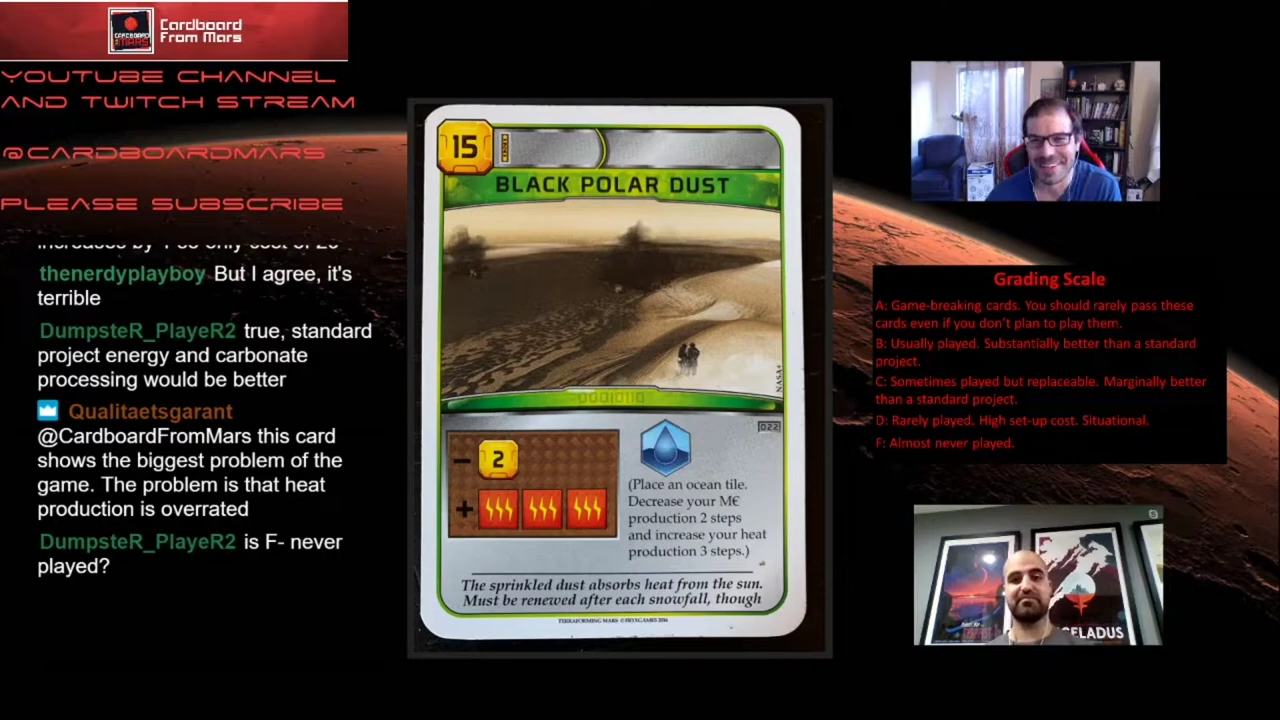 Cardboard
From Mars
YOUTUBE CHANNEL
AND TWITCH STREAM
@CARDBOARDMARS
PLEASE SUBSCRIBE
thenerdyplayboy But I agree, it's
terrible
DumpsteR_PlayeR2 true, standard
project energy and carbonate
processing would be better
Qualitaetsgarant
@CardboardFromMars this card
shows the biggest problem of the
game. The problem is that heat
production is overrated
DumpsteR_PlayeR2 is F- never
played?
15
BLACK POLAR DUST
NASA
022
- 2
+
(Place an ocean tile.
Decrease your M€
production 2 steps
and increase your heat
production 3 steps.)
The sprinkled dust absorbs heat from the sun.
Must be renewed after each snowfall, though
TERRAFORMING MARS © FRYXGAMES 2016
Grading Scale
A: Game-breaking cards. You should rarely pass these
cards even if you don't plan to play them.
B: Usually played. Substantially better than a standard
project.
C: Sometimes played but replaceable. Marginally better
than a standard project.
D: Rarely played. High set-up cost. Situational.
F: Almost never played.
CELADUS